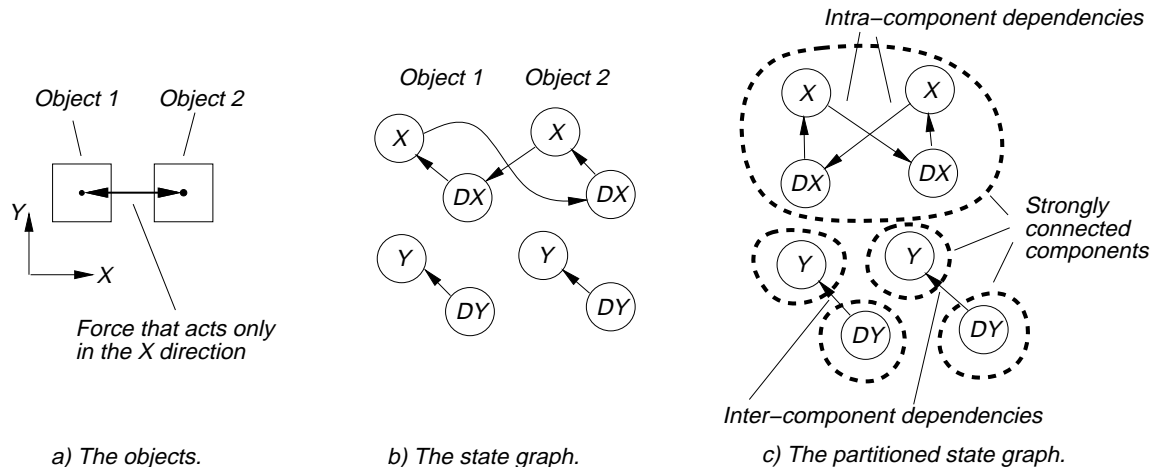 Object 1
Object 2
Y
X
Force that acts only
in the X direction
a) The objects.
Object 1
Object 2
X
X
DX
DX
Y
Y
DY
DY
b) The state graph.
Intra–component dependencies
X
X
DX
DX
Strongly
connected
components
Y
Y
DY
DY
Inter–component dependencies
c) The partitioned state graph.